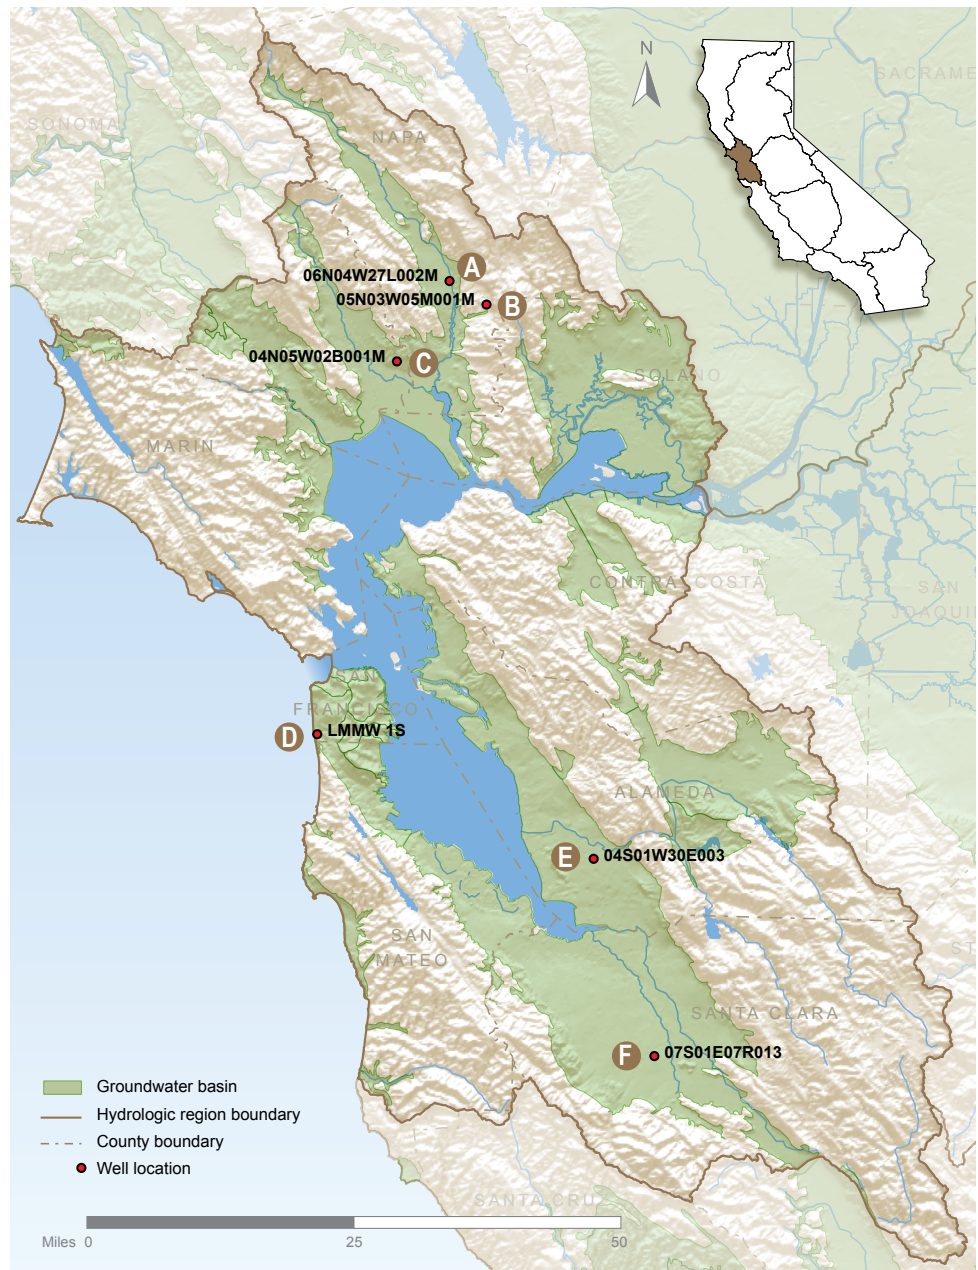 N
SACRAME
SONOMA
NAPA
06N04W27L002M
A
05N03W05M001M
B
04N05W02B001M
C
SOLANO
MARIN
CONTRA COSTA
SAN
JOAQUI
SAN
FRANCISCO
D
LMMW 1S
ALAMEDA
E
04S01W30E003
SAN
MATEO
ST
SANTA CLARA
F
07S01E07R013
Groundwater basin
Hydrologic region boundary
County boundary
Well location
SANTA CRUZ
Miles 0 25 50